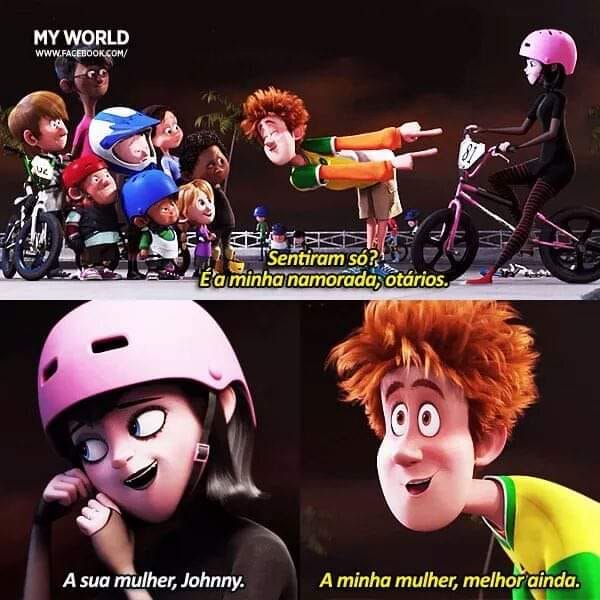 MY WORLD
WWW.FACEBOOK.COM/
81
Sentiram só?
É a minha namorada, otários.
A sua mulher, Johnny.
A minha mulher, melhor ainda.